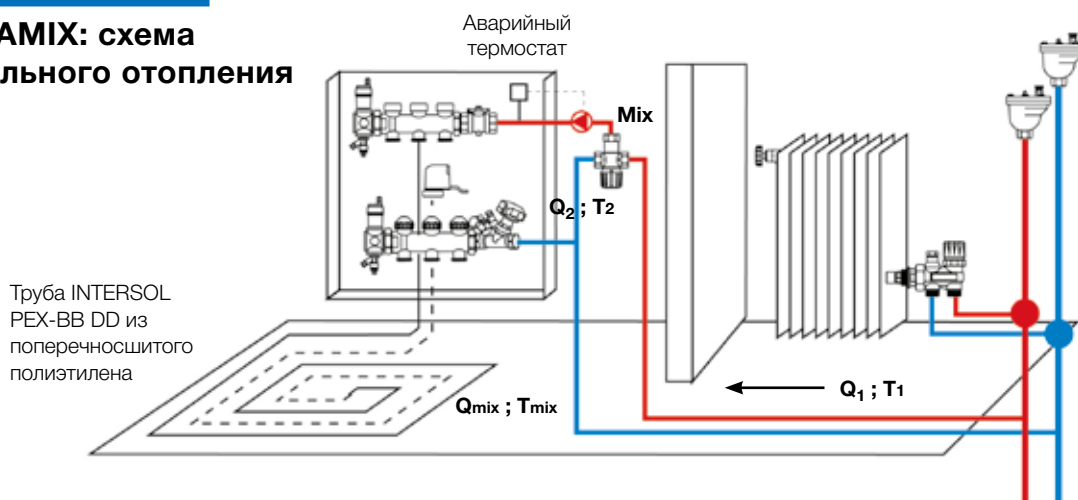 АMIX: схема
льного отопления
Аварийный
термостат
Mix
Q₂ ; T₂
Труба INTERSOL
PEX-BB DD из
поперечносшитого
полиэтилена
Qmix ; Tmix
Q₁ ; T₁